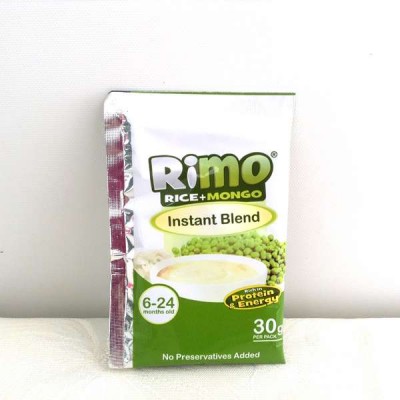 Rimo®
RICE+MONGO
Instant Blend
6-24
months old
Rich in
Protein
& Energy
30g
PER PACK
No Preservatives Added